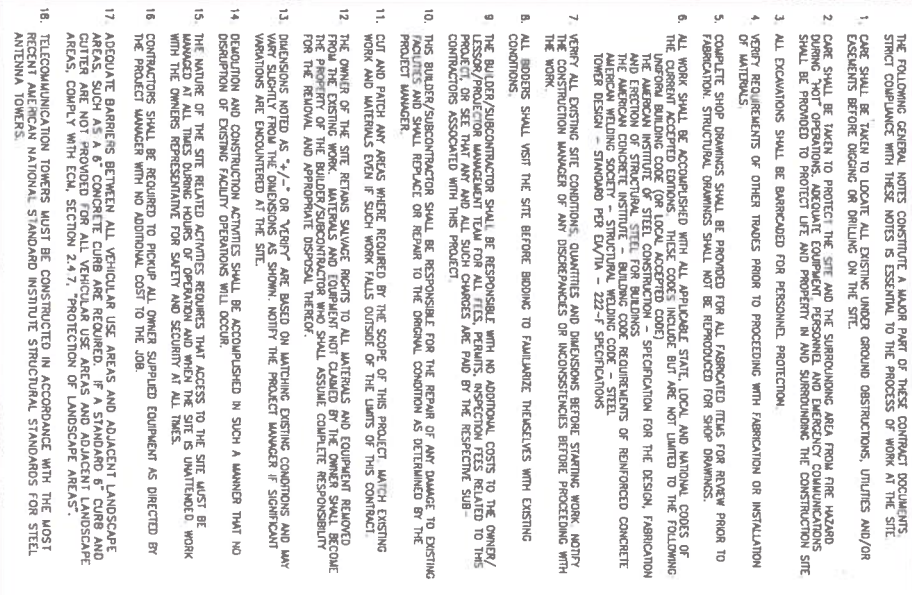 THE FOLLOWING GENERAL NOTES CONSTITUTE A MAJOR PART OF THESE CONTRACT DOCUMENTS.
STRICT COMPLIANCE WITH THESE NOTES IS ESSENTIAL TO THE PROCESS OF WORK AT THE SITE.
1. CARE SHALL BE TAKEN TO LOCATE ALL EXISTING UNDER GROUND OBSTRUCTIONS, UTILITIES AND/OR
EASEMENTS BEFORE DIGGING OR DRILLING ON THE SITE.
2. CARE SHALL BE TAKEN TO PROTECT THE SITE AND THE SURROUNDING AREA FROM FIRE HAZARD
DURING "HOT" OPERATIONS. ADEQUATE EQUIPMENT, PERSONNEL AND EMERGENCY COMMUNICATIONS
SHALL BE PROVIDED TO PROTECT LIFE AND PROPERTY IN AND SURROUNDING THE CONSTRUCTION SITE.
3. ALL EXCAVATIONS SHALL BE BARRICADED FOR PERSONNEL PROTECTION.
4. VERIFY REQUIREMENTS OF OTHER TRADES PRIOR TO PROCEEDING WITH FABRICATION OR INSTALLATION
OF MATERIALS.
5. COMPLETE SHOP DRAWINGS SHALL BE PROVIDED FOR ALL FABRICATED ITEMS FOR REVIEW PRIOR TO
FABRICATION. STRUCTURAL DRAWINGS SHALL NOT BE REPRODUCED FOR SHOP DRAWINGS.
6. ALL WORK SHALL BE ACCOMPLISHED WITH ALL APPLICABLE STATE, LOCAL AND NATIONAL CODES OF
THE CURRENT ACCEPTED EDITIONS. THESE CODES INCLUDE BUT ARE NOT LIMITED TO THE FOLLOWING
UNIFORM BUILDING CODE (OR LOCAL ACCEPTED CODE)
THE AMERICAN INSTITUTE OF STEEL CONSTRUCTION - SPECIFICATION FOR THE DESIGN, FABRICATION
AND ERECTION OF STRUCTURAL STEEL FOR BUILDINGS
THE AMERICAN CONCRETE INSTITUTE - BUILDING CODE REQUIREMENTS OF REINFORCED CONCRETE
AMERICAN WELDING SOCIETY - STRUCTURAL WELDING CODE - STEEL
TOWER DESIGN - STANDARD PER EIA/TIA - 222-F SPECIFICATIONS
7. VERIFY ALL EXISTING SITE CONDITIONS, QUANTITIES AND DIMENSIONS BEFORE STARTING WORK. NOTIFY
THE CONSTRUCTION MANAGER OF ANY DISCREPANCIES OR INCONSISTENCIES BEFORE PROCEEDING WITH
THE WORK.
8. ALL BIDDERS SHALL VISIT THE SITE BEFORE BIDDING TO FAMILIARIZE THEMSELVES WITH EXISTING
CONDITIONS.
9 THE BUILDER/SUBCONTRACTOR SHALL BE RESPONSIBLE WITH NO ADDITIONAL COSTS TO THE OWNER/
LESSOR/PROJECTOR MANAGEMENT TEAM FOR ALL FEES, PERMITS, INSPECTION FEES RELATED TO THIS
PROJECT, OR SEE THAT ANY AND ALL SUCH CHARGES ARE PAID BY THE RESPECTIVE SUB-
CONTRACTORS ASSOCIATED WITH THIS PROJECT.
10. THIS BUILDER/SUBCONTRACTOR SHALL BE RESPONSIBLE FOR THE REPAIR OF ANY DAMAGE TO EXISTING
FACILITIES AND SHALL REPLACE OR REPAIR TO THE ORIGINAL CONDITION AS DETERMINED BY THE
PROJECT MANAGER.
11. CUT AND PATCH ANY AREAS WHERE REQUIRED BY THE SCOPE OF THIS PROJECT. MATCH EXISTING
WORK AND MATERIALS EVEN IF SUCH WORK FALLS OUTSIDE OF THE LIMITS OF THIS CONTRACT.
12 THE OWNER OF THE SITE RETAINS SALVAGE RIGHTS TO ALL MATERIALS AND EQUIPMENT REMOVED
FROM THE EXISTING WORK. MATERIALS AND EQUIPMENT NOT CLAIMED BY THE OWNER SHALL BECOME
THE PROPERTY OF THE BUILDER/SUBCONTRACTOR WHO SHALL ASSUME COMPLETE RESPONSIBILITY
FOR THE REMOVAL AND APPROPRIATE DISPOSAL THEREOF.
13. DIMENSIONS NOTED AS "+/-" OR "VERIFY" ARE BASED ON MATCHING EXISTING CONDITIONS AND MAY
VARY SLIGHTLY FROM THE DIMENSIONS AS SHOWN. NOTIFY THE PROJECT MANAGER IF SIGNIFICANT
VARIATIONS ARE ENCOUNTERED AT THE SITE.
14 DEMOLITION AND CONSTRUCTION ACTIVITIES SHALL BE ACCOMPLISHED IN SUCH A MANNER THAT NO
DISRUPTION OF EXISTING FACILITY OPERATIONS WILL OCCUR.
15. THE NATURE OF THE SITE RELATED ACTIVITIES REQUIRES THAT ACCESS TO THE SITE MUST BE
MANAGED AT ALL TIMES DURING HOURS OF OPERATION AND WHEN THE SITE IS UNATTENDED. WORK
WITH THE OWNERS REPRESENTATIVE FOR SAFETY AND SECURITY AT ALL TIMES.
16 CONTRACTORS SHALL BE REQUIRED TO PICKUP ALL OWNER SUPPLIED EQUIPMENT AS DIRECTED BY
THE PROJECT MANAGER WITH NO ADDITIONAL COST TO THE JOB.
17. ADEQUATE BARRIERS BETWEEN ALL VEHICULAR USE AREAS AND ADJACENT LANDSCAPE
AREAS, SUCH AS A 6" CONCRETE CURB ARE REQUIRED. IF A STANDARD 6" CURB AND
GUTTER ARE NOT PROVIDED FOR ALL VEHICULAR USE AREAS AND ADJACENT LANDSCAPE
AREAS, COMPLY WITH ECM, SECTION 2.4.7, "PROTECTION OF LANDSCAPE AREAS".
18. TELECOMMUNICATION TOWERS MUST BE CONSTRUCTED IN ACCORDANCE WITH THE MOST
RECENT AMERICAN NATIONAL STANDARD INSTITUTE STRUCTURAL STANDARDS FOR STEEL
ANTENNA TOWERS.